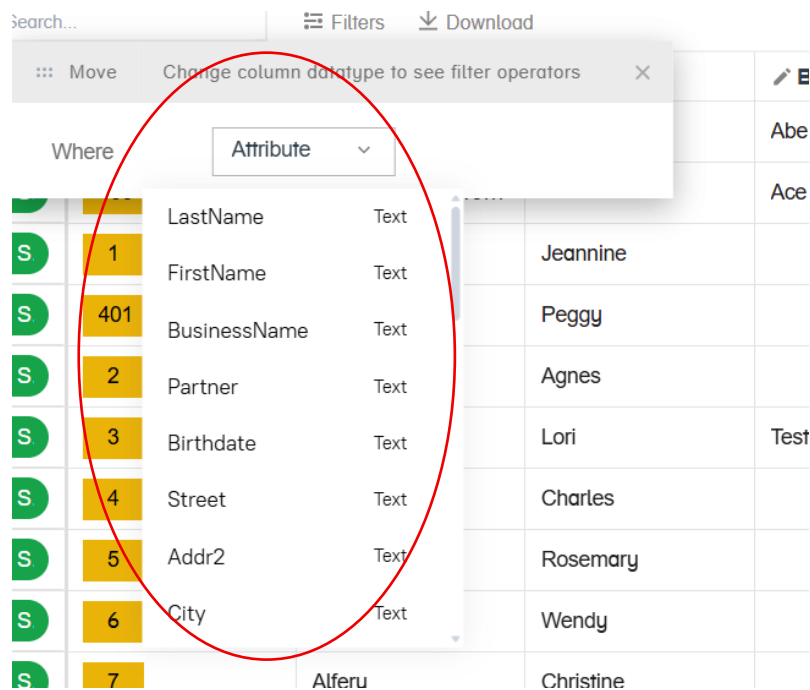 Search... Filters Download
Move Change column datatype to see filter operators
Where Attribute
Abe
Ace
LastName Text
S. 1 FirstName Text Jeannine
S. 401 BusinessName Text Peggy
S. 2 Partner Text Agnes
S. 3 Birthdate Text Lori Test
S. 4 Street Text Charles
S. 5 Addr2 Text Rosemary
S. 6 City Text Wendy
S. 7 Alfery Christine